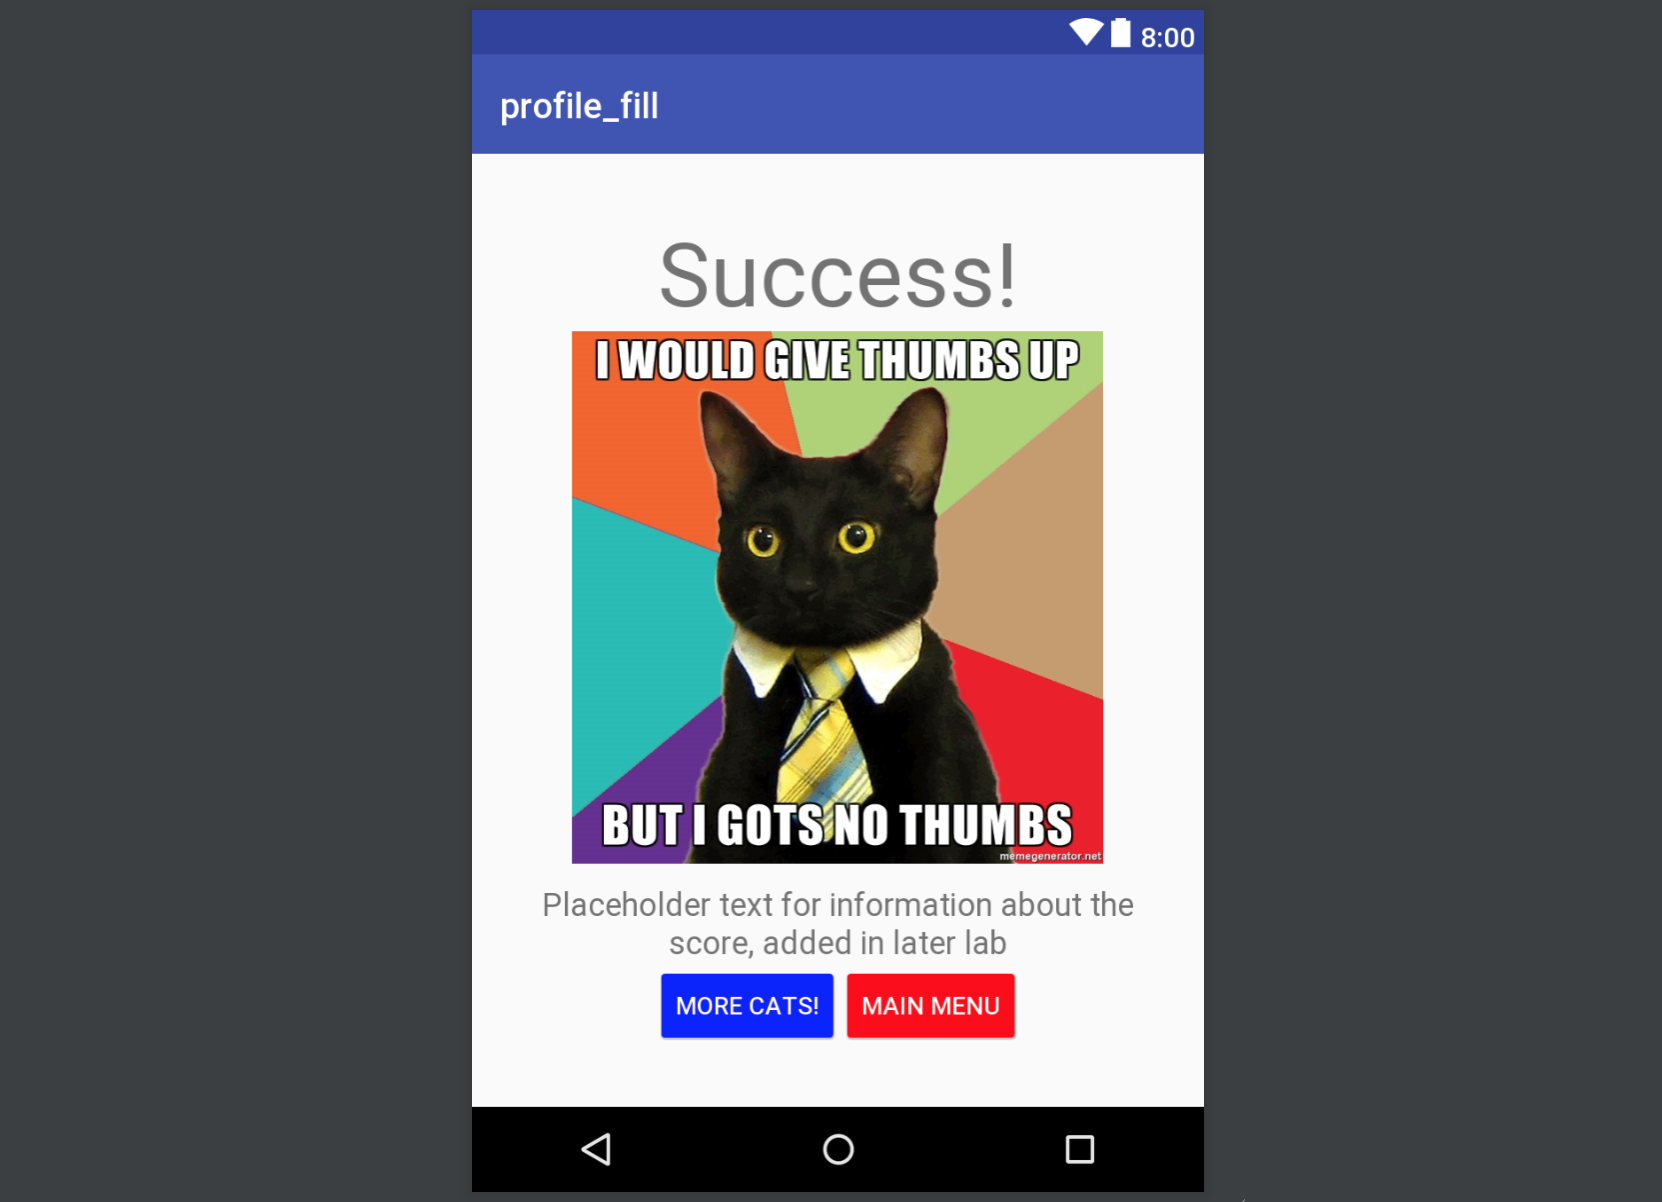 8:00
profile_fill
Success!
I WOULD GIVE THUMBS UP
BUT I GOTS NO THUMBS
memegenerator.net
Placeholder text for information about the
score, added in later lab
MORE CATS! MAIN MENU